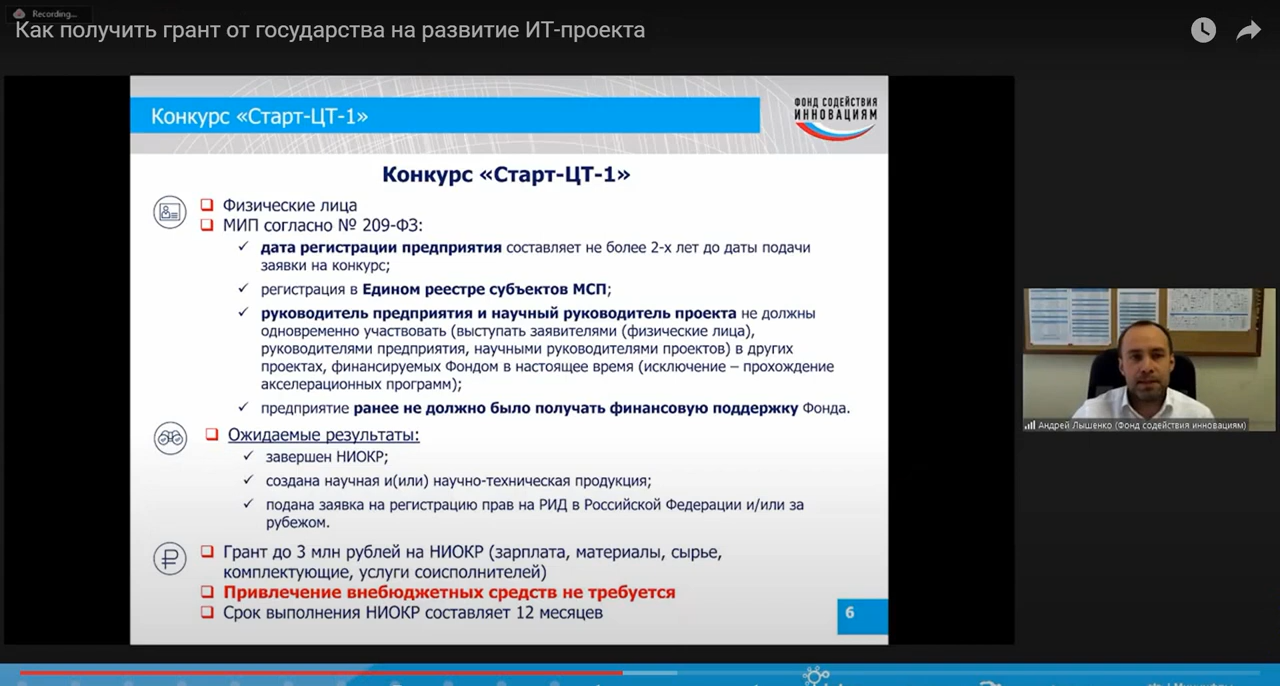 Recording...
Как получить грант от государства на развитие ИТ-проекта
Конкурс «Старт-ЦТ-1»
ФОНД СОДЕЙСТВИЯ
ИННОВАЦИЯМ
Конкурс «Старт-ЦТ-1»
Физические лица
МИП согласно № 209-ФЗ:
дата регистрации предприятия составляет не более 2-х лет до даты подачи
заявки на конкурс;
регистрация в Едином реестре субъектов МСП;
руководитель предприятия и научный руководитель проекта не должны
одновременно участвовать (выступать заявителями (физические лица),
руководителями предприятия, научными руководителями проектов) в других
проектах, финансируемых Фондом в настоящее время (исключение – прохождение
акселерационных программ);
предприятие ранее не должно было получать финансовую поддержку Фонда.
Ожидаемые результаты:
завершен НИОКР;
создана научная и(или) научно-техническая продукция;
подана заявка на регистрацию прав на РИД в Российской Федерации и/или за
рубежом.
Грант до 3 млн рублей на НИОКР (зарплата, материалы, сырье,
комплектующие, услуги соисполнителей)
Привлечение внебюджетных средств не требуется
Срок выполнения НИОКР составляет 12 месяцев
6
Андрей Лышенко (Фонд содействия инновациям)